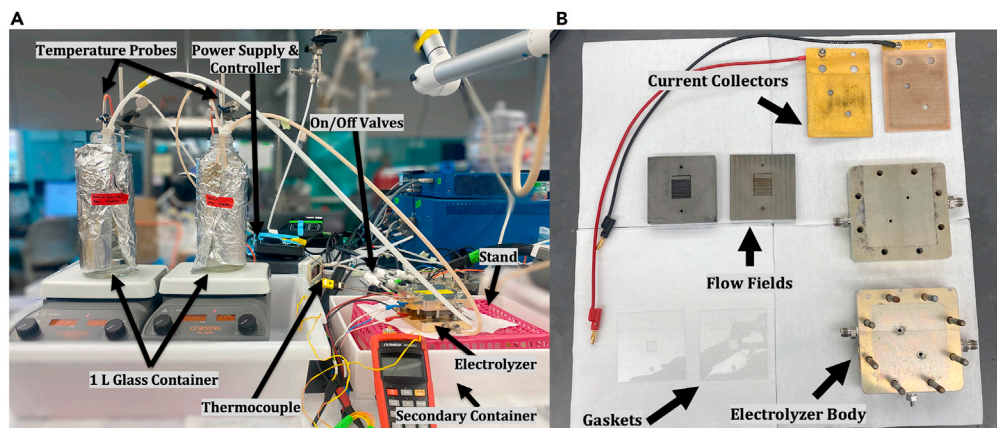 A
B
Temperature Probes
Power Supply &
Controller
On/Off Valves
Stand
1 L Glass Container
Thermocouple
Electrolyzer
Secondary Container
CORNING
Current Collectors
Flow Fields
Gaskets
Electrolyzer Body